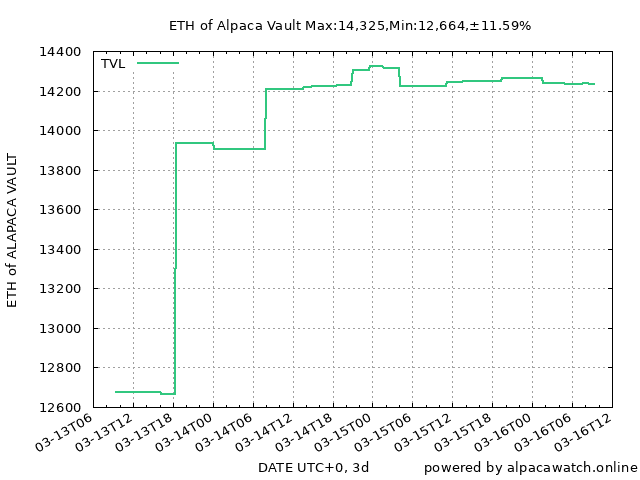 ETH of Alpaca Vault Max:14,325,Min:12,664,±11.59%
TVL
14400
14200
14000
13800
13600
13400
13200
13000
12800
12600
ETH of ALAPACA VAULT
03-13T06
03-13T12
03-13T18
03-14T00
03-14T06
03-14T12
03-14T18
03-15T00
03-15T06
03-15T12
03-15T18
03-16T00
03-16T06
03-16T12
DATE UTC+0, 3d
powered by alpacawatch.online